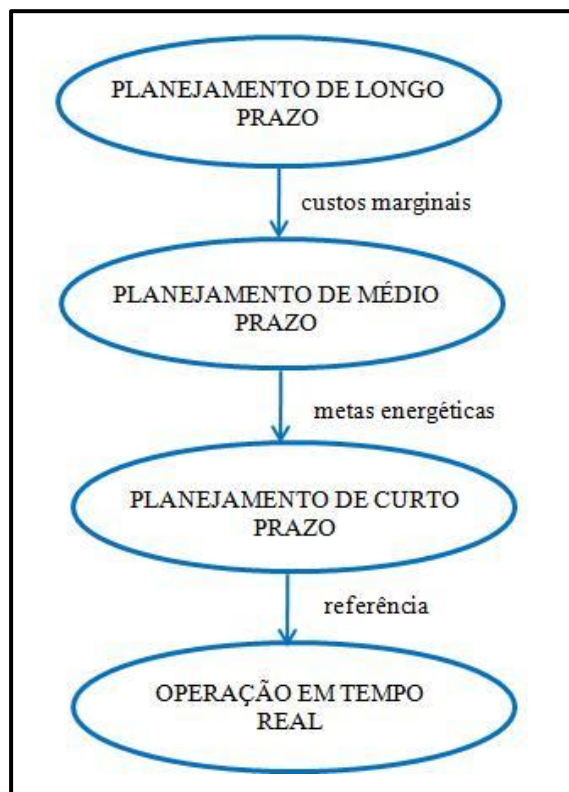 PLANEJAMENTO DE LONGO
PRAZO
custos marginais
PLANEJAMENTO DE MÉDIO
PRAZO
metas energéticas
PLANEJAMENTO DE CURTO
PRAZO
referência
OPERAÇÃO EM TEMPO
REAL